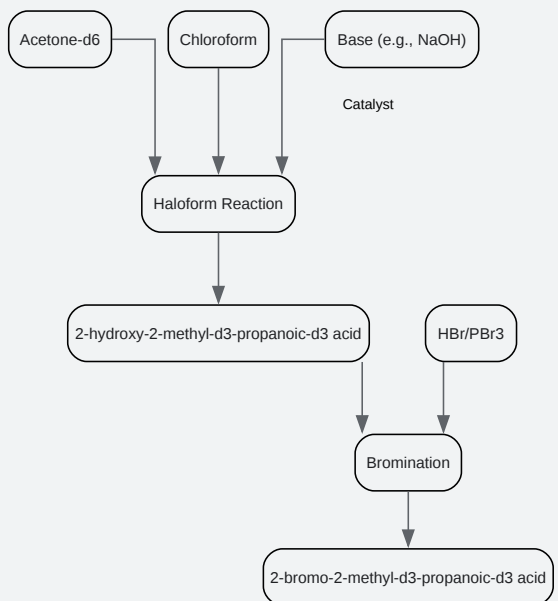 Acetone-d6
Chloroform
Base (e.g., NaOH)
Catalyst
Haloform Reaction
2-hydroxy-2-methyl-d3-propanoic-d3 acid
HBr/PBr3
Bromination
2-bromo-2-methyl-d3-propanoic-d3 acid